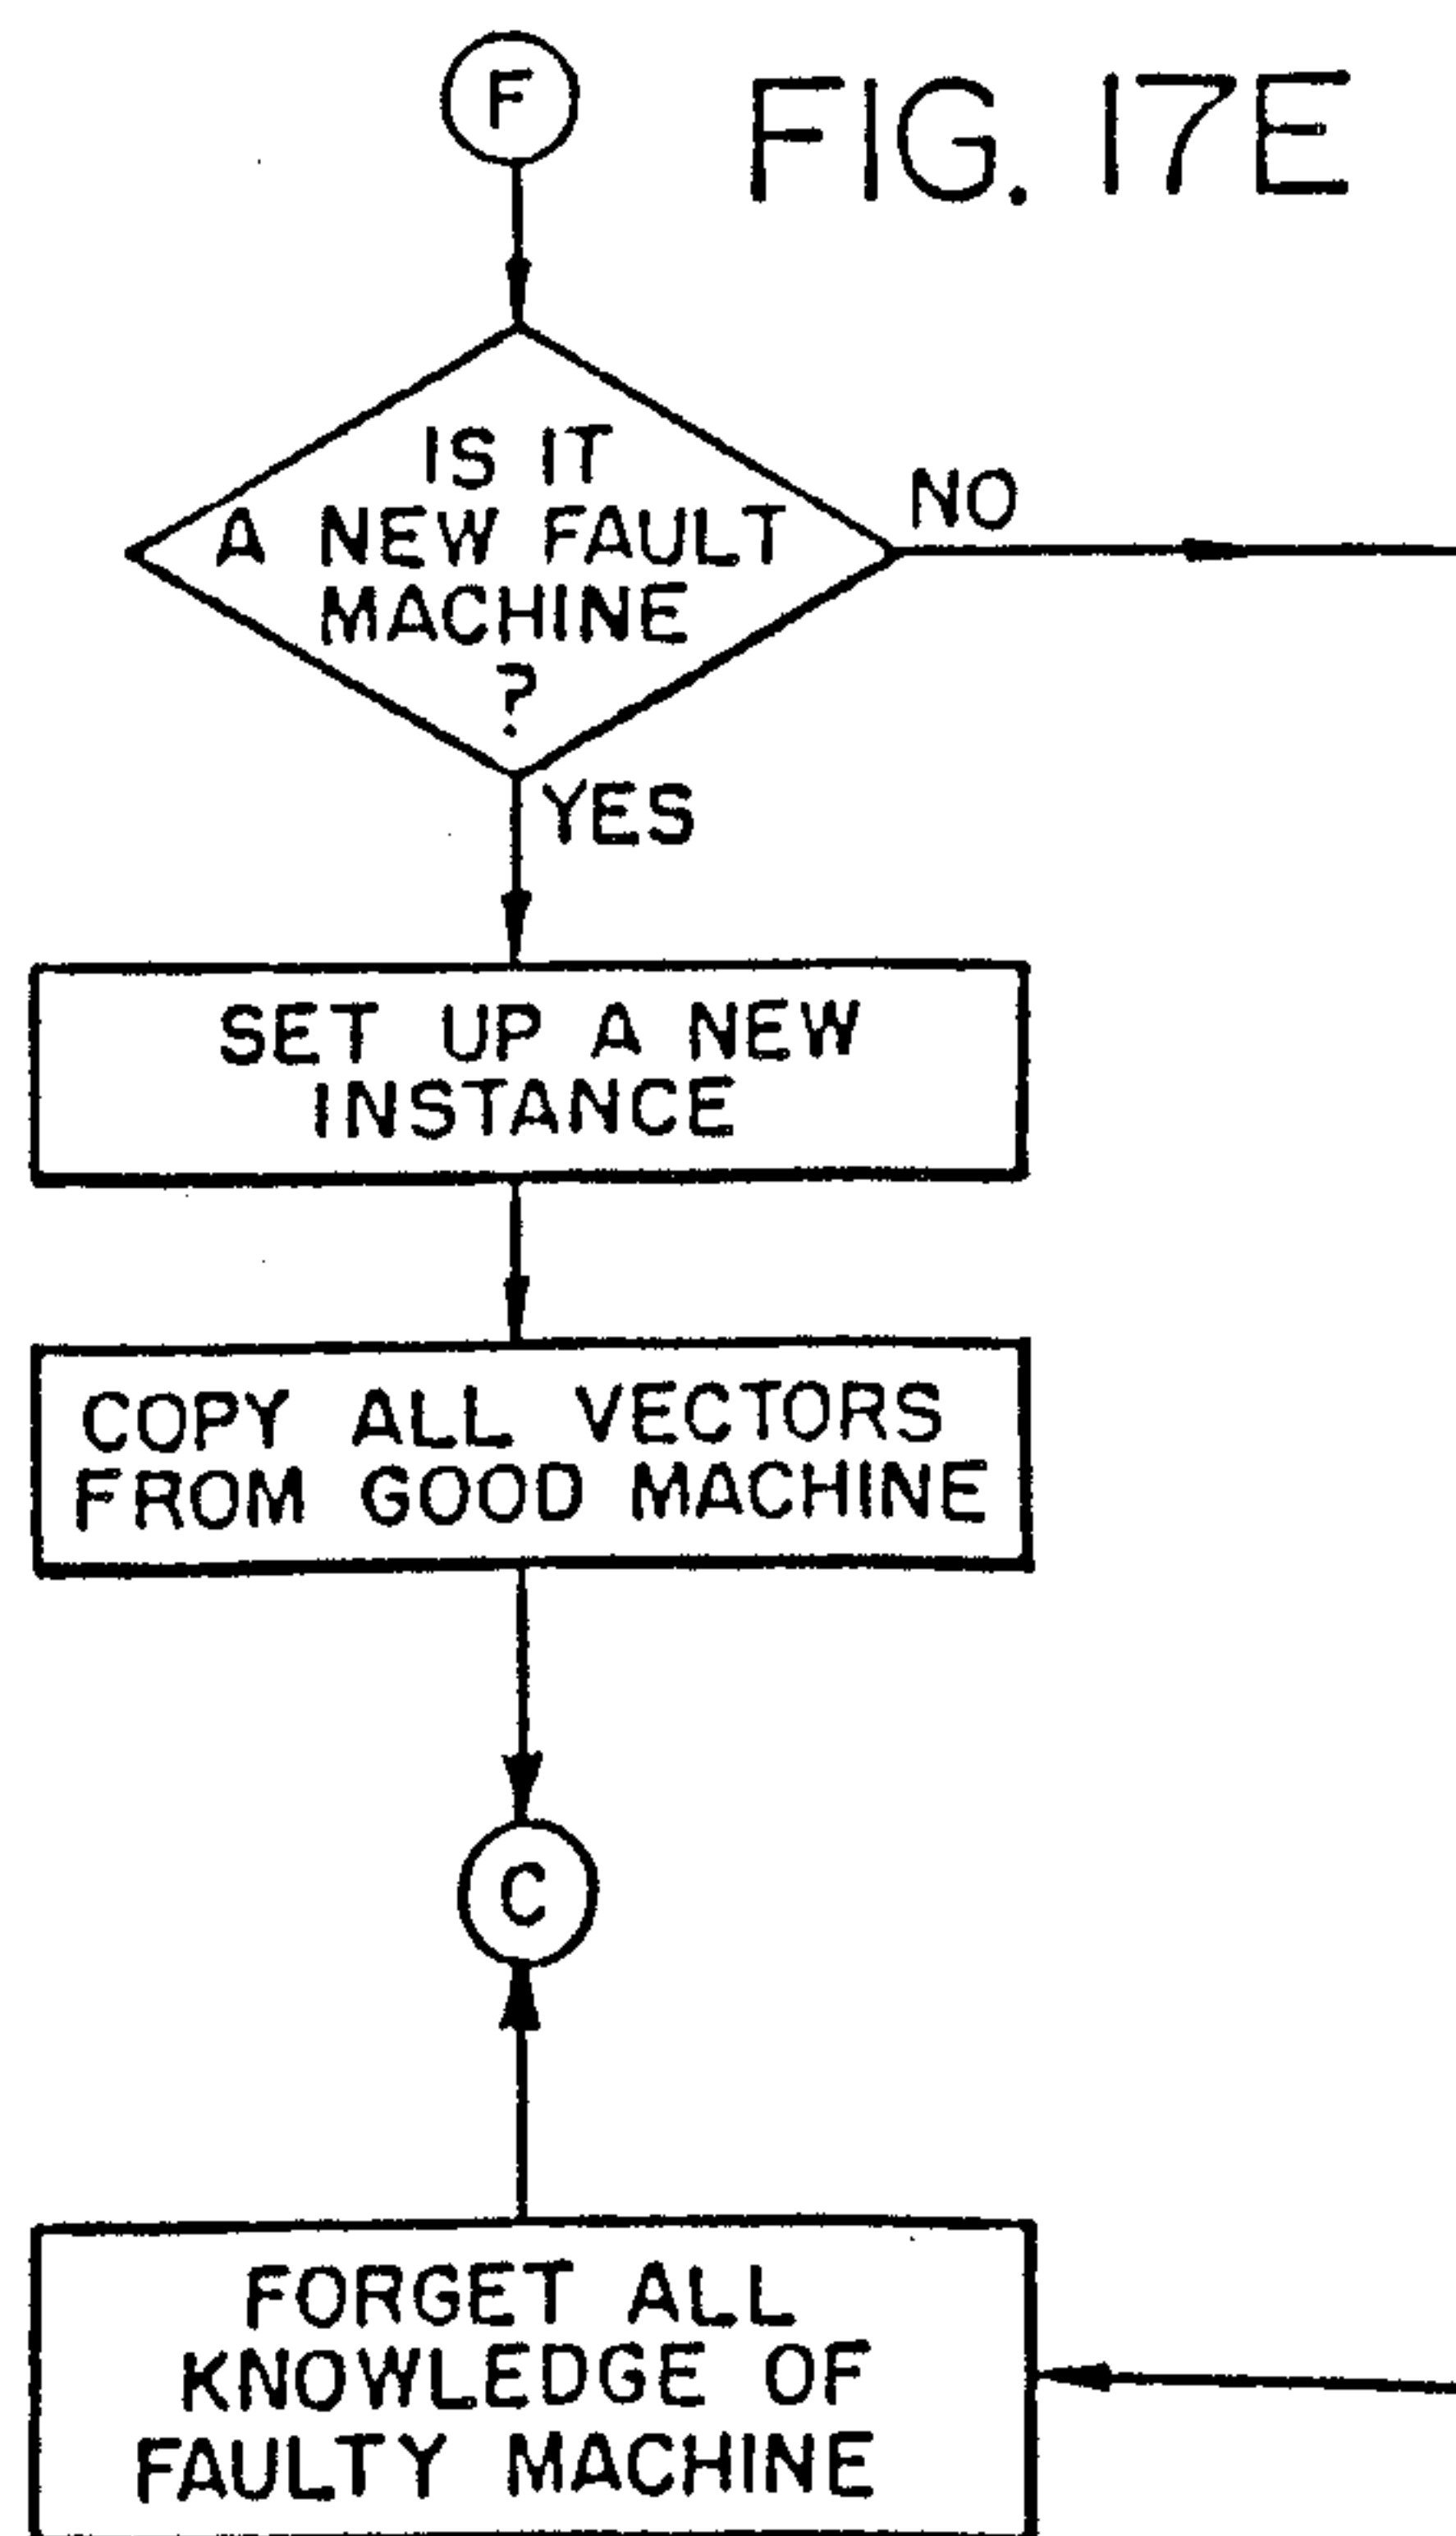 F
FIG. 17E
IS IT
A NEW FAULT
MACHINE
?
NO
YES
SET UP A NEW
INSTANCE
COPY ALL VECTORS
FROM GOOD MACHINE
C
FORGET ALL
KNOWLEDGE OF
FAULTY MACHINE